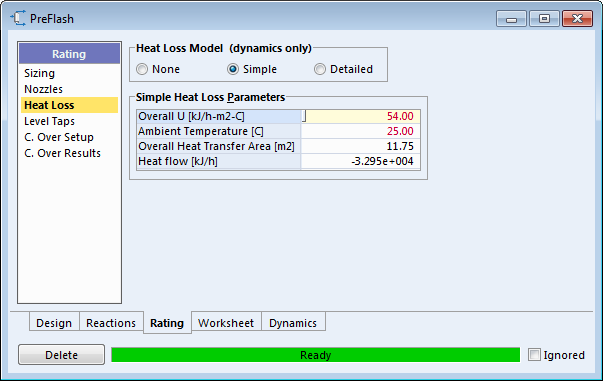 PreFlash
Rating
Sizing
Nozzles
Heat Loss
Level Taps
C. Over Setup
C. Over Results
Heat Loss Model (dynamics only)
None Simple Detailed
Simple Heat Loss Parameters
Overall U [kJ/h-m2-C] 54.00
Ambient Temperature [C] 25.00
Overall Heat Transfer Area [m2] 11.75
Heat flow [kJ/h] -3.295e+004
Design Reactions Rating Worksheet Dynamics
Delete Ready Ignored